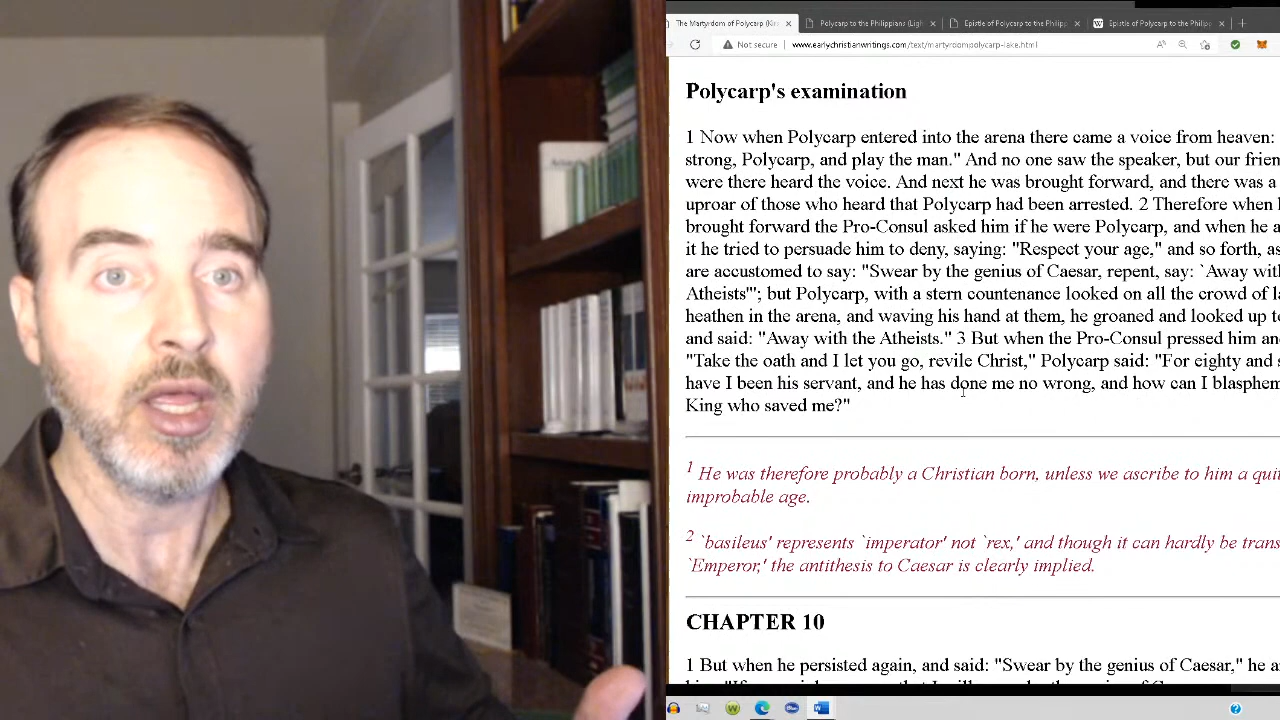 The Martyrdom of Polycarp (Kir
Polycarp to the Philippians (Ligh
Epistle of Polycarp to the Philipp
Epistle of Polycarp to the Philipp
Not secure
www.earlychristianwritings.com/text/martyrdompolycarp-lake.html
Polycarp's examination
1 Now when Polycarp entered into the arena there came a voice from heaven:
strong, Polycarp, and play the man." And no one saw the speaker, but our frien
were there heard the voice. And next he was brought forward, and there was a
uproar of those who heard that Polycarp had been arrested. 2 Therefore when
brought forward the Pro-Consul asked him if he were Polycarp, and when he a
it he tried to persuade him to deny, saying: "Respect your age," and so forth, as
are accustomed to say: "Swear by the genius of Caesar, repent, say: `Away with
Atheists'"; but Polycarp, with a stern countenance looked on all the crowd of la
heathen in the arena, and waving his hand at them, he groaned and looked up to
and said: "Away with the Atheists." 3 But when the Pro-Consul pressed him an
"Take the oath and I let you go, revile Christ," Polycarp said: "For eighty and s
have I been his servant, and he has done me no wrong, and how can I blasphem
King who saved me?"
1 He was therefore probably a Christian born, unless we ascribe to him a qui
improbable age.
2 `basileus' represents `imperator' not `rex,' and though it can hardly be trans
`Emperor,' the antithesis to Caesar is clearly implied.
CHAPTER 10
1 But when he persisted again, and said: "Swear by the genius of Caesar," he a